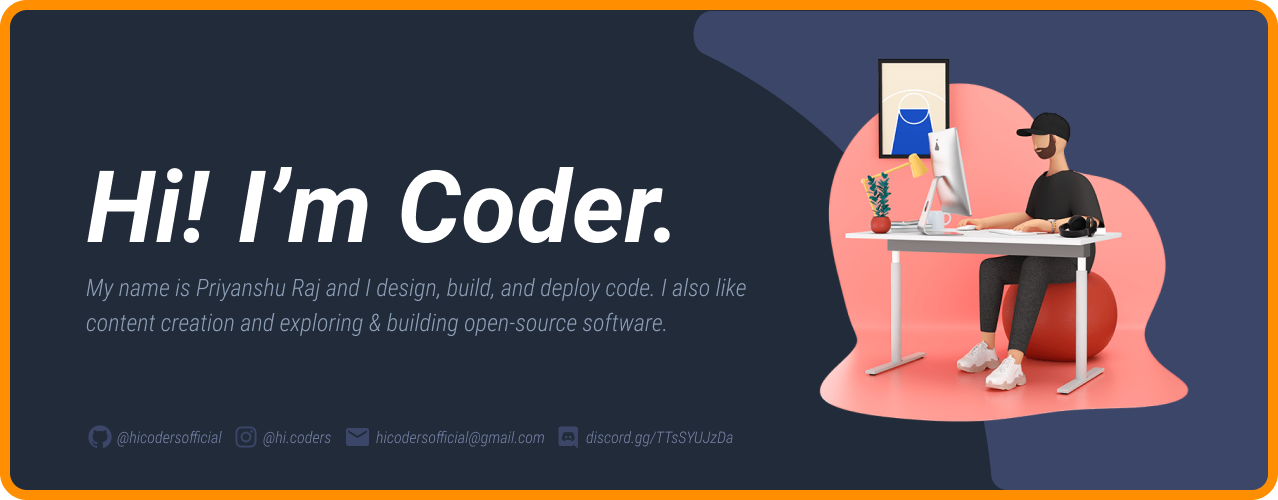 Hi! I’m Coder.
My name is Priyanshu Raj and I design, build, and deploy code. I also like
content creation and exploring & building open-source software.
@hicodersofficial @hi.coders hicodersofficial@gmail.com discord.gg/TTsSYUJzDa